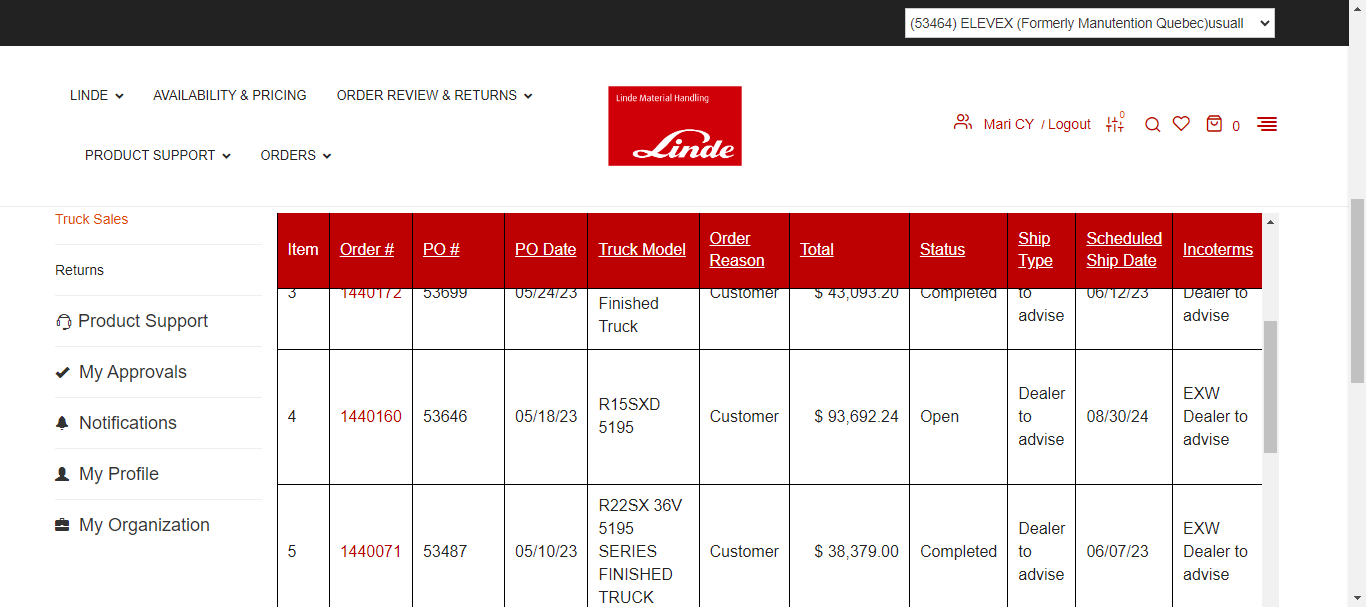 (53464) ELEVEX (Formerly Manutention Quebec)usuall
LINDE
AVAILABILITY & PRICING
ORDER REVIEW & RETURNS
PRODUCT SUPPORT
ORDERS
Linde Material Handling
Linde
Mari CY / Logout
0
0
Truck Sales
Returns
Product Support
My Approvals
Notifications
My Profile
My Organization
Item Order # PO # PO Date Truck Model Order Reason Total Status Ship Type Scheduled Ship Date Incoterms
3 1440172 53699 05/24/23 Finished Truck Customer $ 43,093.20 Completed to advise 06/12/23 Dealer to advise
4 1440160 53646 05/18/23 R15SXD 5195 Customer $ 93,692.24 Open Dealer to advise 08/30/24 EXW Dealer to advise
5 1440071 53487 05/10/23 R22SX 36V 5195 SERIES FINISHED TRUCK Customer $ 38,379.00 Completed Dealer to advise 06/07/23 EXW Dealer to advise